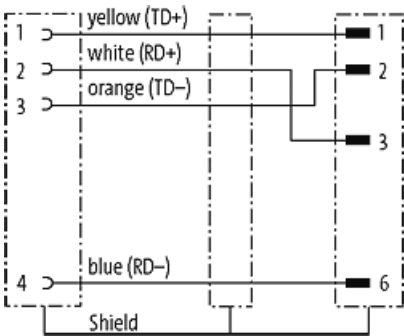 yellow (TD+)
1 1
white (RD+)
2 2
orange (TD–)
3
3
blue (RD–)
4 6
Shield